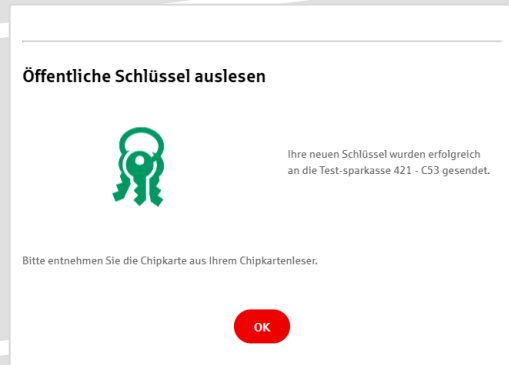 Öffentliche Schlüssel auslesen
Ihre neuen Schlüssel wurden erfolgreich
an die Test-sparkasse 421 - C53 gesendet.
Bitte entnehmen Sie die Chipkarte aus Ihrem Chipkartenleser.
OK